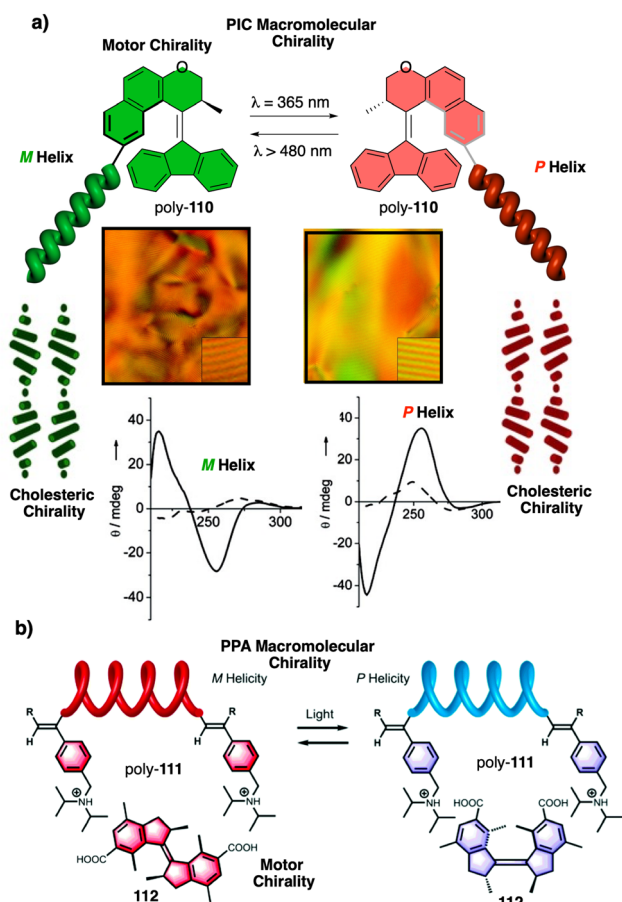 a)
PIC Macromolecular
Chirality
Motor Chirality
O
O
λ = 365 nm
λ > 480 nm
M Helix
P Helix
poly-110
poly-110
Cholesteric
Chirality
Cholesteric
Chirality
θ / mdeg
40
20
0
-20
-40
250
300
M Helix
θ / mdeg
40
20
0
-20
-40
250
300
P Helix
b)
PPA Macromolecular
Chirality
M Helicity
P Helicity
Light
R
H
R
H
R
H
R
H
poly-111
poly-111
NH
NH
NH
NH
+
+
+
+
HOOC
COOH
HOOC
COOH
Motor
Chirality
112
112